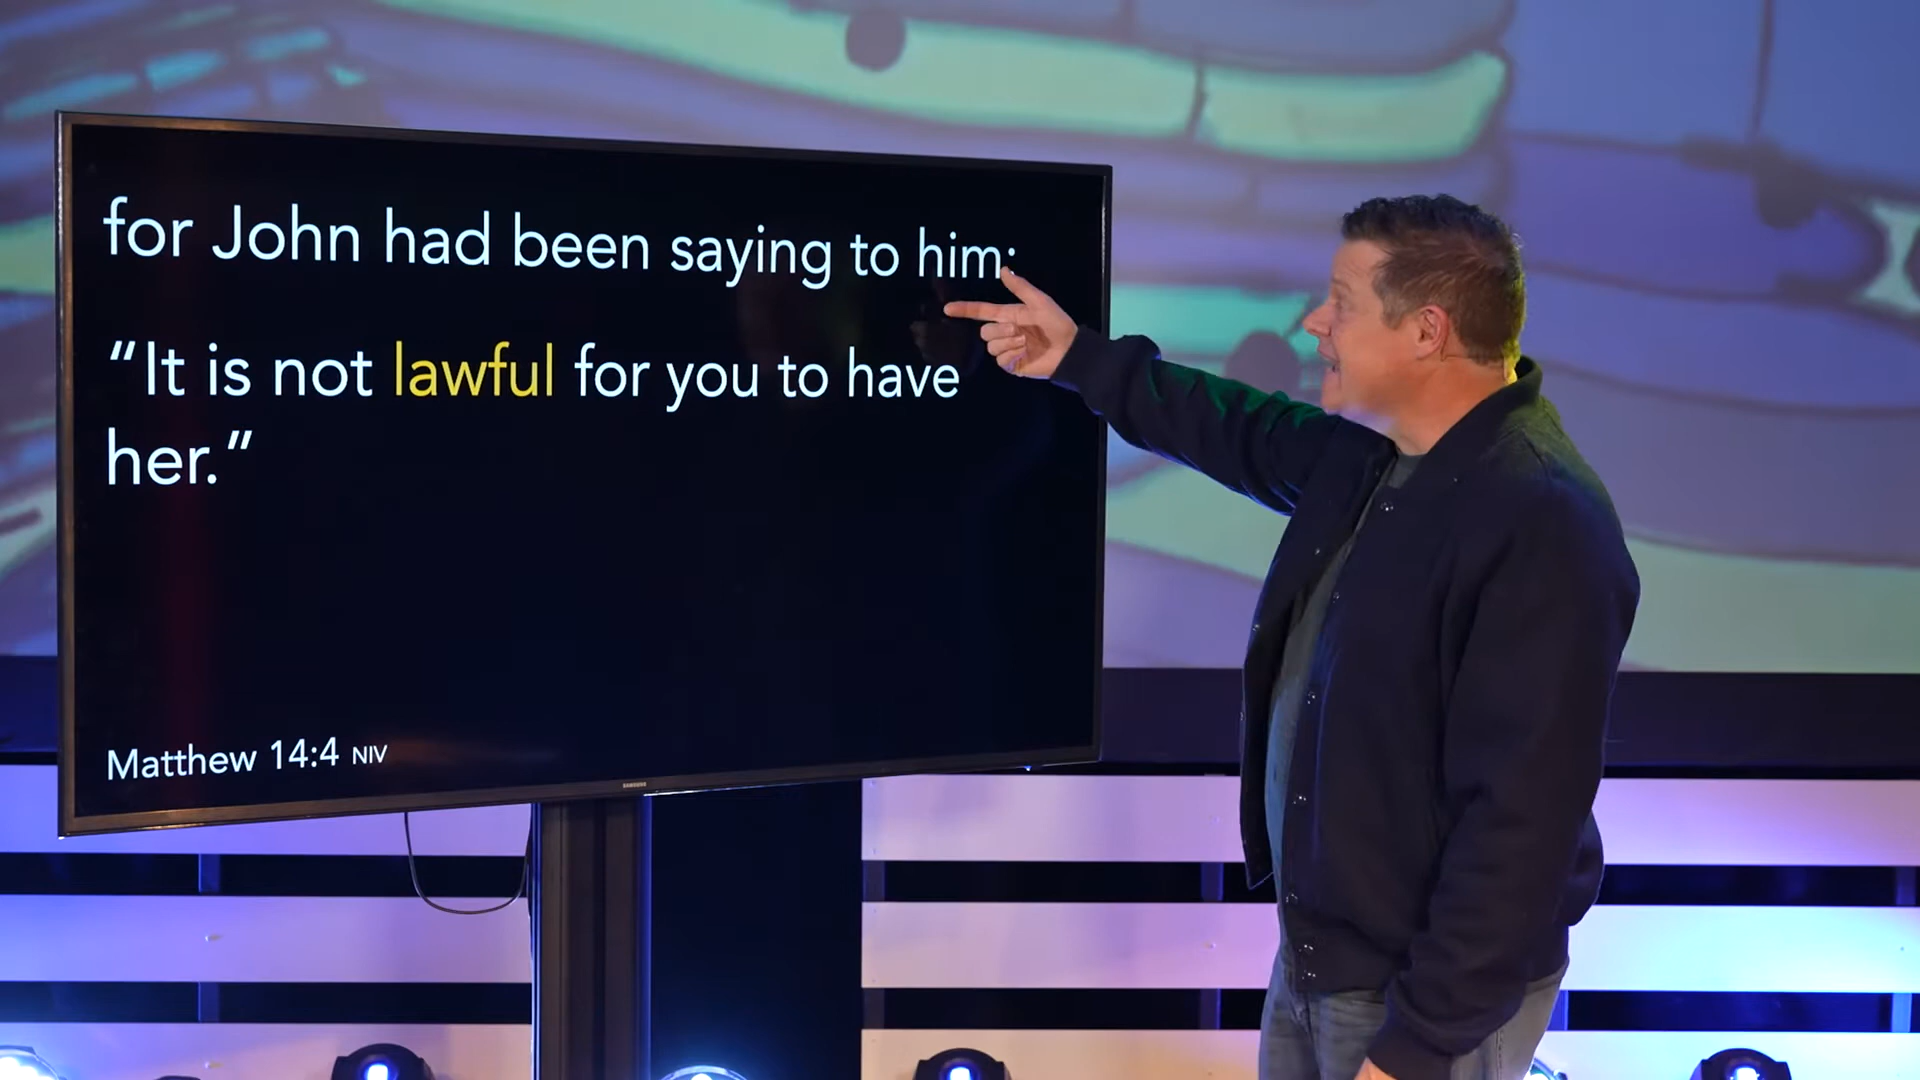 for John had been saying to him:
“It is not lawful for you to have
her.”
Matthew 14:4 NIV
SAMSUNG